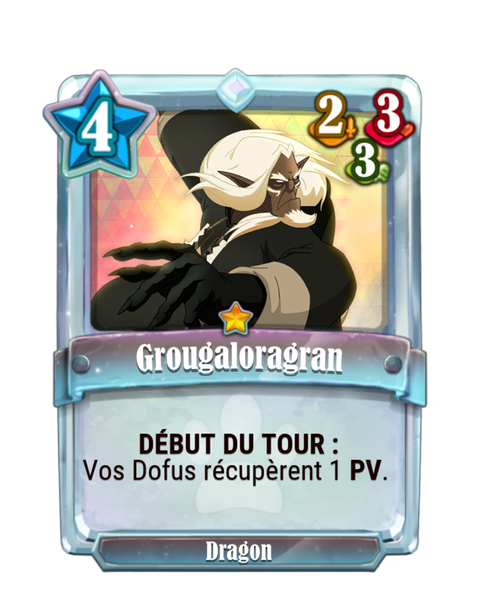 4
2
3
3
Grougaloragran
DÉBUT DU TOUR :
Vos Dofus récupèrent 1 PV.
Dragon